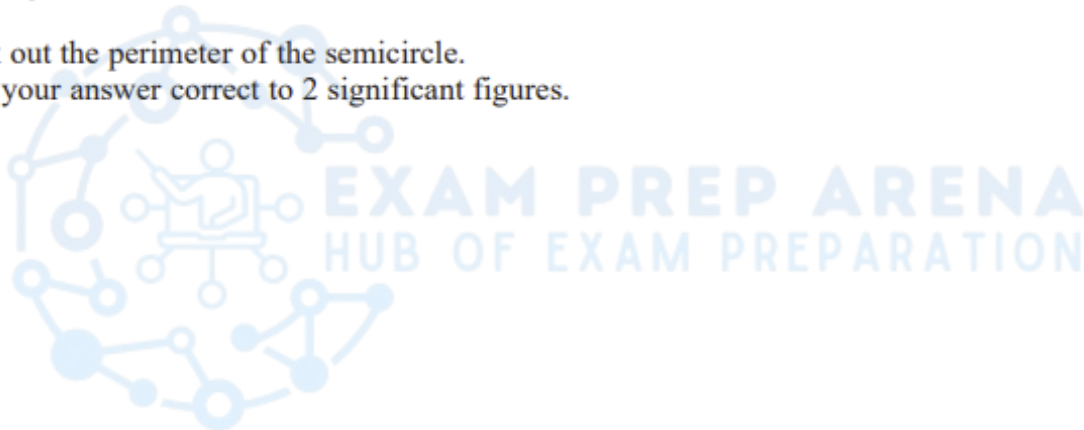 out the perimeter of the semicircle.
your answer correct to 2 significant figures.
EXAM PREP ARENA
HUB OF EXAM PREPARATION